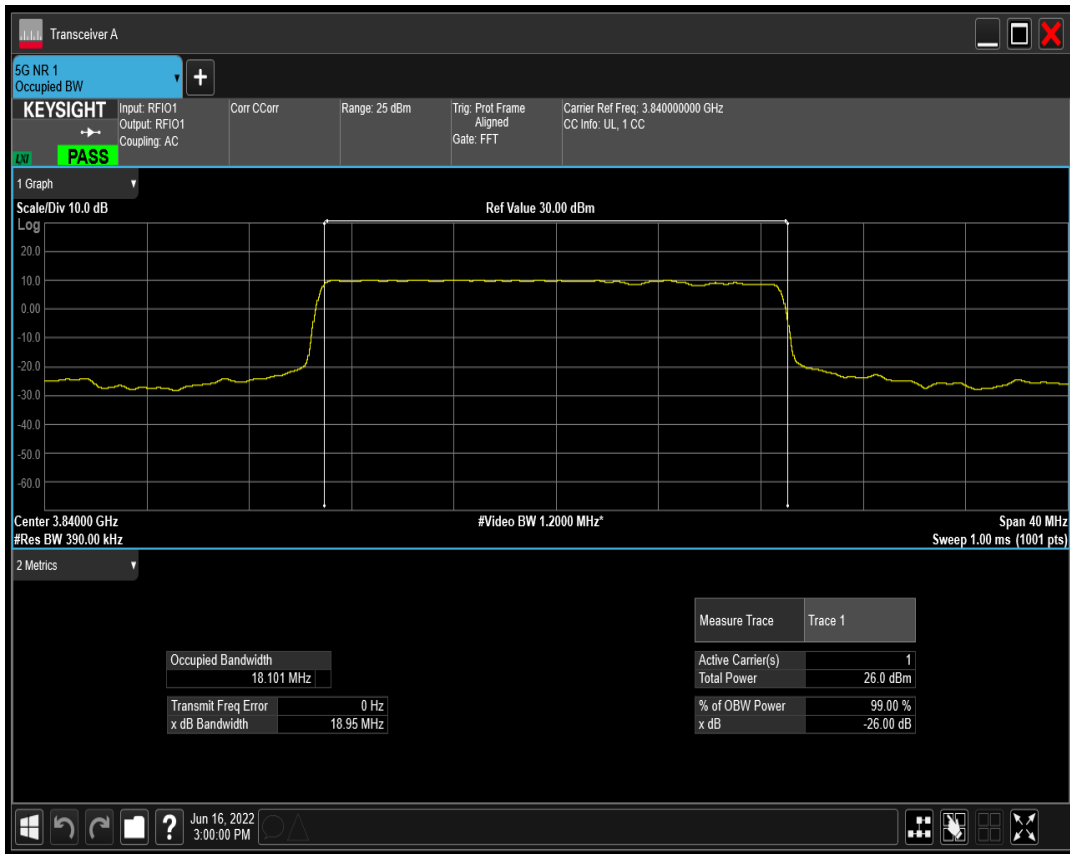 Transceiver A
5G NR 1
Occupied BW
+
KEYSIGHT
LXI
PASS
Input: RFIO1
Output: RFIO1
Coupling: AC
Corr CCorr
Range: 25 dBm
Trig: Prot Frame
Aligned
Gate: FFT
Carrier Ref Freq: 3.840000000 GHz
CC Info: UL, 1 CC
1 Graph
Scale/Div 10.0 dB
Ref Value 30.00 dBm
Log
20.0
10.0
0.00
-10.0
-20.0
-30.0
-40.0
-50.0
-60.0
Center 3.84000 GHz
#Video BW 1.2000 MHz*
Span 40 MHz
#Res BW 390.00 kHz
Sweep 1.00 ms (1001 pts)
2 Metrics
Measure Trace Trace 1
Occupied Bandwidth
18.101 MHz
Active Carrier(s) 1
Total Power 26.0 dBm
Transmit Freq Error 0 Hz
x dB Bandwidth 18.95 MHz
% of OBW Power 99.00 %
x dB -26.00 dB
?
Jun 16, 2022
3:00:00 PM